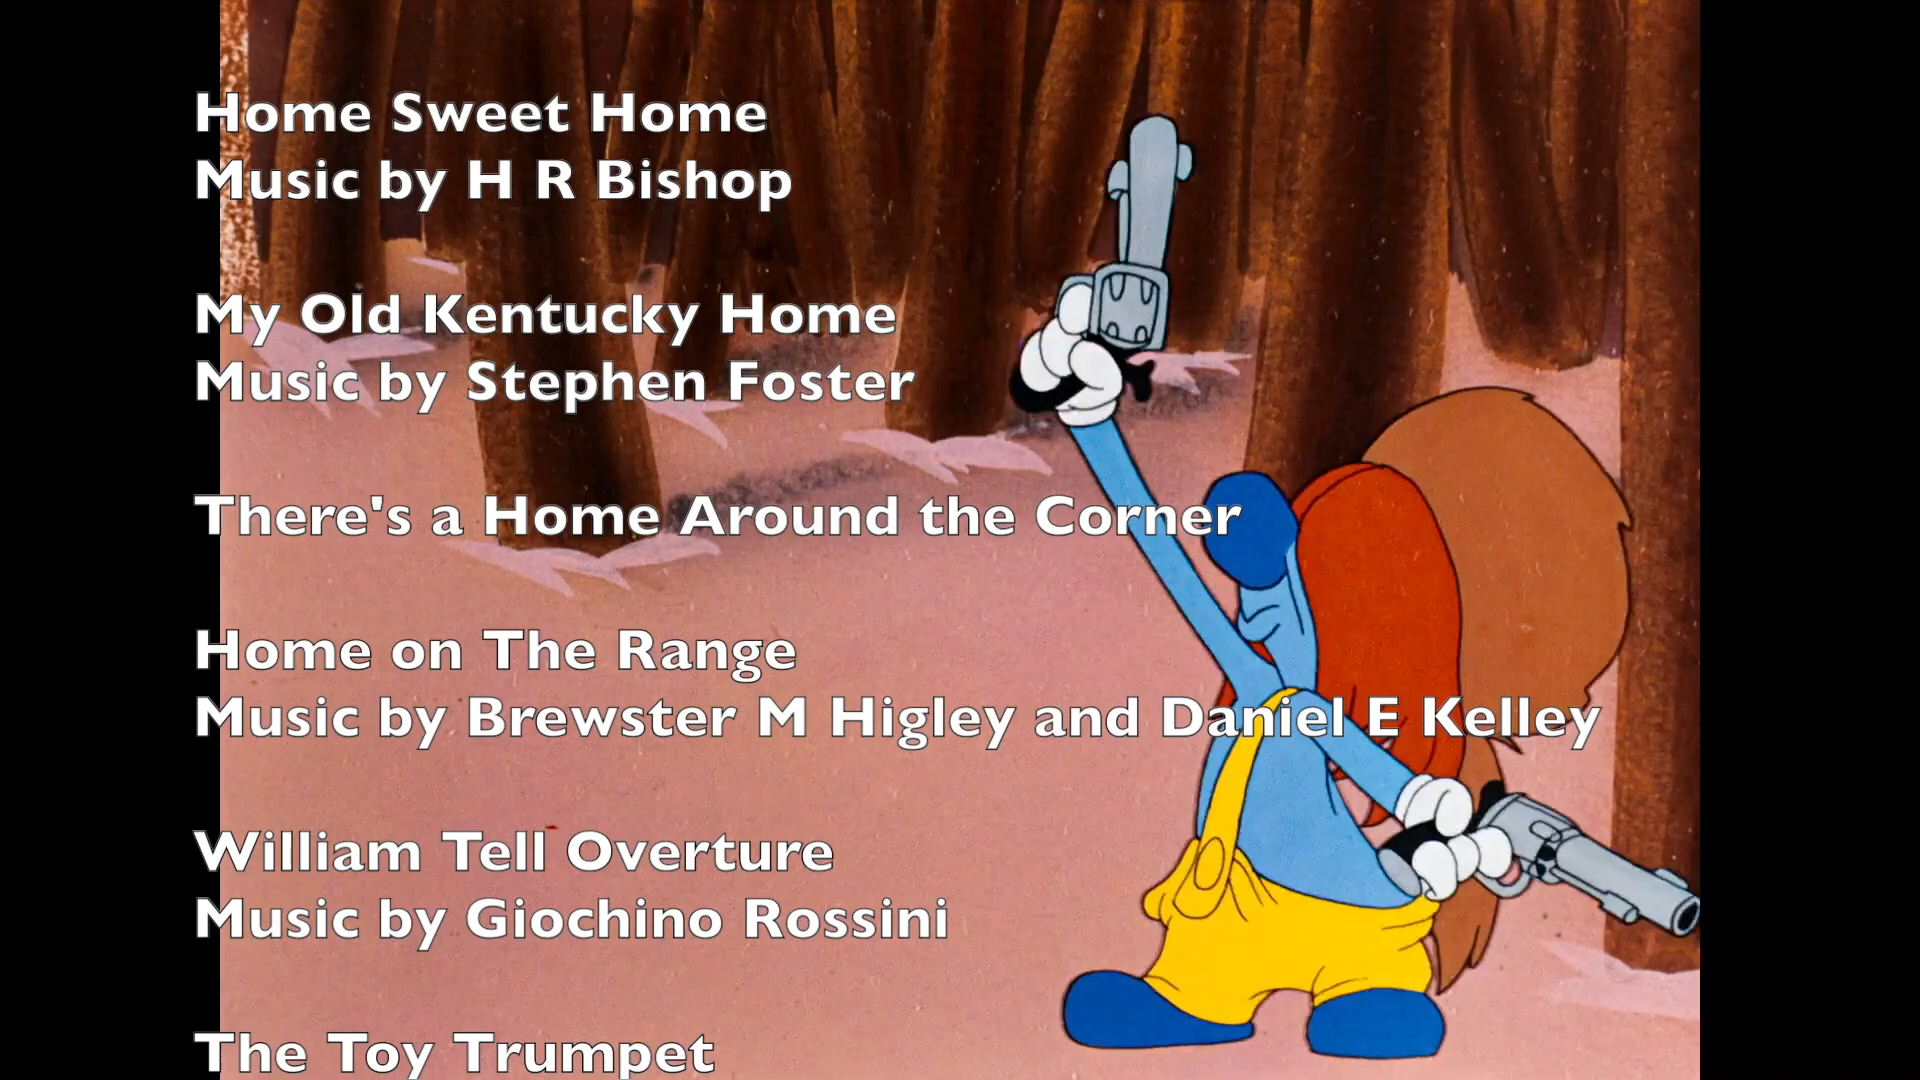 Home Sweet Home
Music by H R Bishop
My Old Kentucky Home
Music by Stephen Foster
There's a Home Around the Corner
Home on The Range
Music by Brewster M Higley and Daniel E Kelley
William Tell Overture
Music by Giochino Rossini
The Toy Trumpet